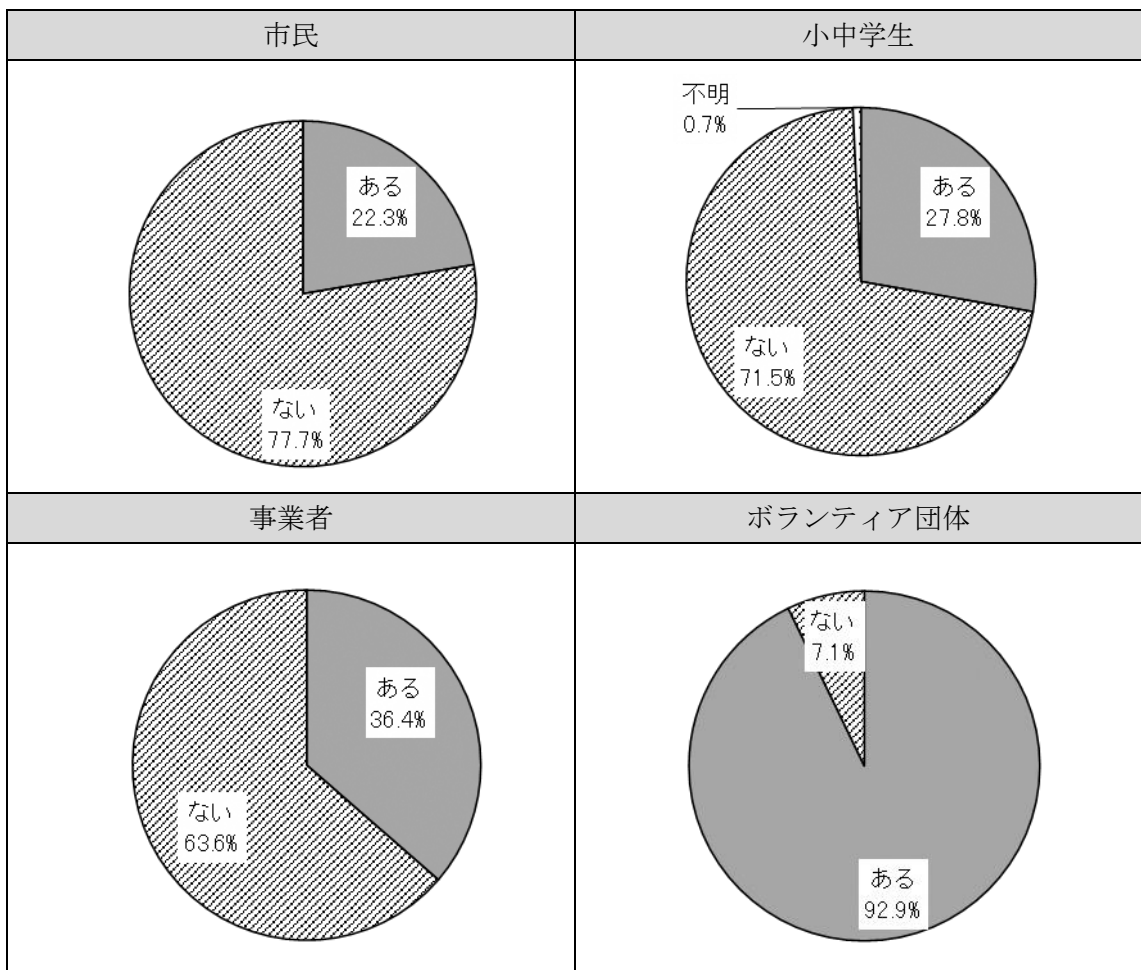 市民
小中学生
ある
22.3%
ない
77.7%
不明
0.7%
ある
27.8%
ない
71.5%
事業者
ボランティア団体
ある
36.4%
ない
63.6%
ない
7.1%
ある
92.9%